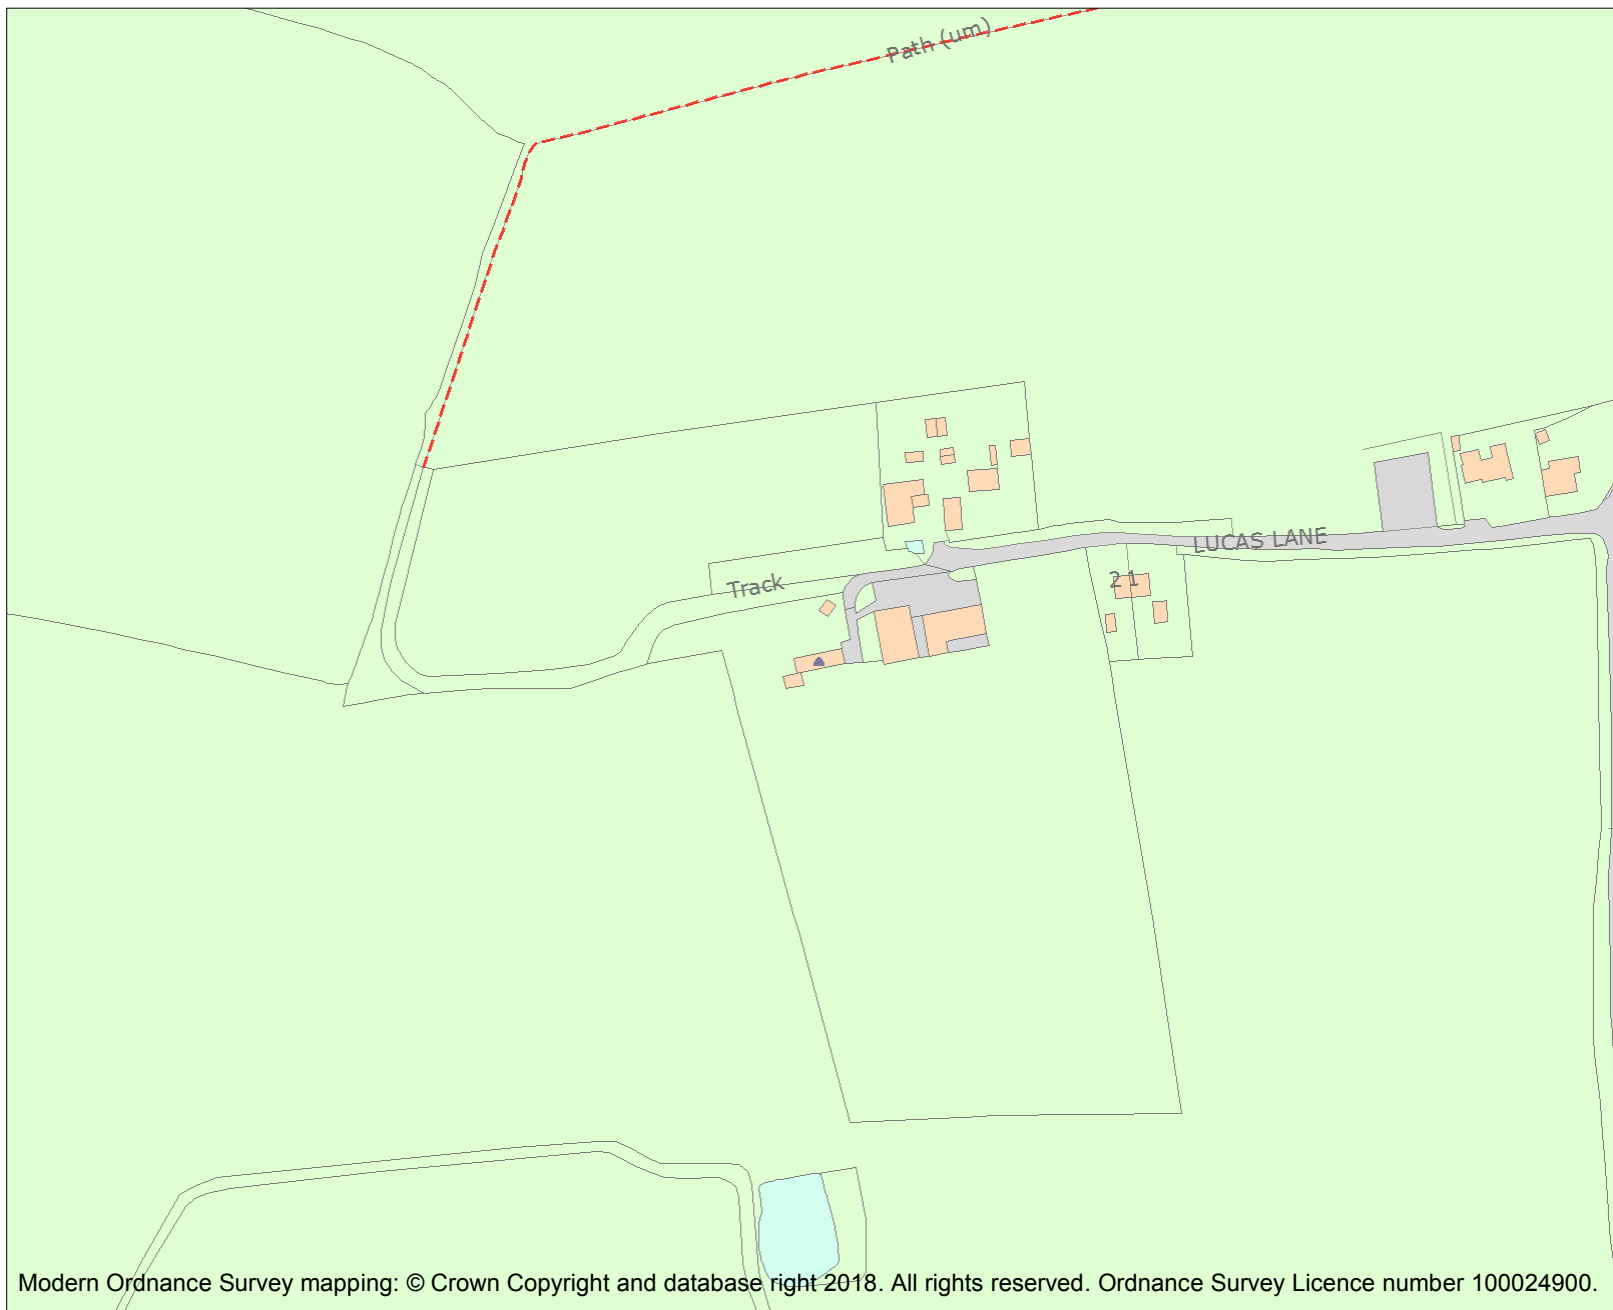 Path (um)
LUCAS LANE
Track
2 1
Modern Ordnance Survey mapping: © Crown Copyright and database right 2018. All rights reserved. Ordnance Survey Licence number 100024900.